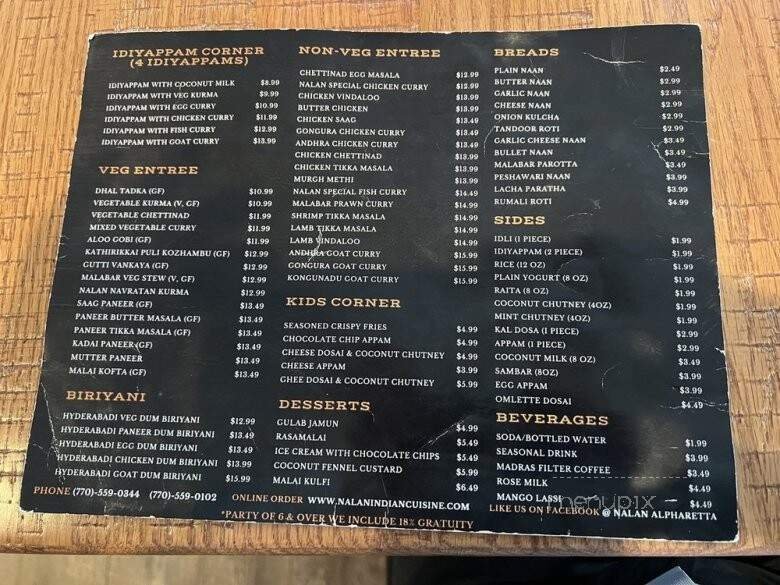 IDIYAPPAM CORNER
(4 IDIYAPPAMS)
IDIYAPPAM WITH COCONUT MILK $8.99
IDIYAPPAM WITH VEG KURMA $9.99
IDIYAPPAM WITH EGG CURRY $10.99
IDIYAPPAM WITH CHICKEN CURRY $11.99
IDIYAPPAM WITH FISH CURRY $12.99
IDIYAPPAM WITH GOAT CURRY $13.99
VEG ENTREE
DHAL TADKA (GF) $10.99
VEGETABLE KURMA (V, GF) $10.99
VEGETABLE CHETTINAD $11.99
MIXED VEGETABLE CURRY $11.99
ALOO GOBI (GF) $11.99
KATHIRIKKAI PULI KOZHAMBU (GF) $12.99
GUTTI VANKAYA (GF) $12.99
MALABAR VEG STEW (V, GF) $12.99
NALAN NAVRATAN KURMA $12.99
SAAG PANEER (GF) $13.49
PANEER BUTTER MASALA (GF) $13.49
PANEER TIKKA MASALA (GF) $13.49
KADAI PANEER (GF) $13.49
MUTTER PANEER $13.49
MALAI KOFTA (GF) $13.49
BIRIYANI
HYDERABADI VEG DUM BIRIYANI $12.99
HYDERABADI PANEER DUM BIRIYANI $13.49
HYDERABADI EGG DUM BIRIYANI $13.49
HYDERABADI CHICKEN DUM BIRIYANI $13.99
HYDERABADI GOAT DUM BIRIYANI $15.99
NON-VEG ENTREE
CHETTINAD EGG MASALA $12.99
NALAN SPECIAL CHICKEN CURRY $12.99
CHICKEN VINDALOO $13.99
BUTTER CHICKEN $13.99
CHICKEN SAAG $13.49
GONGURA CHICKEN CURRY $13.49
ANDHRA CHICKEN CURRY $13.49
CHICKEN CHETTINAD $13.99
CHICKEN TIKKA MASALA $13.99
MURGH METHI $13.99
NALAN SPECIAL FISH CURRY $14.49
MALABAR PRAWN CURRY $14.99
SHRIMP TIKKA MASALA $14.99
LAMB TIKKA MASALA $14.99
LAMB VINDALOO $14.99
ANDHRA GOAT CURRY $15.99
GONGURA GOAT CURRY $15.99
KONGUNADU GOAT CURRY $15.99
KIDS CORNER
SEASONED CRISPY FRIES $4.99
CHOCOLATE CHIP APPAM $4.99
CHEESE DOSAI & COCONUT CHUTNEY $4.99
CHEESE APPAM $3.99
GHEE DOSAI & COCONUT CHUTNEY $5.99
DESSERTS
GULAB JAMUN $4.99
RASAMALAI $5.49
ICE CREAM WITH CHOCOLATE CHIPS $5.49
COCONUT FENNEL CUSTARD $5.99
MALAI KULFI $6.49
BREADS
PLAIN NAAN $2.49
BUTTER NAAN $2.99
GARLIC NAAN $2.99
CHEESE NAAN $2.99
ONION KULCHA $2.99
TANDOOR ROTI $2.99
GARLIC CHEESE NAAN $3.49
BULLET NAAN $3.49
MALABAR PAROTTA $3.49
PESHAWARI NAAN $3.99
LACHA PARATHA $3.99
RUMALI ROTI $4.99
SIDES
IDLI (1 PIECE) $1.99
IDIYAPPAM (2 PIECE) $1.99
RICE (12 OZ) $1.99
PLAIN YOGURT (8 OZ) $1.99
RAITA (8 OZ) $1.99
COCONUT CHUTNEY (4OZ) $1.99
MINT CHUTNEY (4OZ) $1.99
KAL DOSA (1 PIECE) $2.99
APPAM (1 PIECE) $2.99
COCONUT MILK (8 OZ) $3.49
SAMBAR (8OZ) $3.99
EGG APPAM $3.99
OMLETTE DOSAI $4.49
BEVERAGES
SODA/BOTTLED WATER $1.99
SEASONAL DRINK $3.99
MADRAS FILTER COFFEE $3.49
ROSE MILK $4.49
MANGO LASSI $4.49
menupix
PHONE (770)-559-0344 (770)-559-0102 ONLINE ORDER WWW.NALANINDIANCUISINE.COM LIKE US ON FACEBOOK @ NALAN ALPHARETTA
*PARTY OF 6 & OVER WE INCLUDE 18% GRATUITY